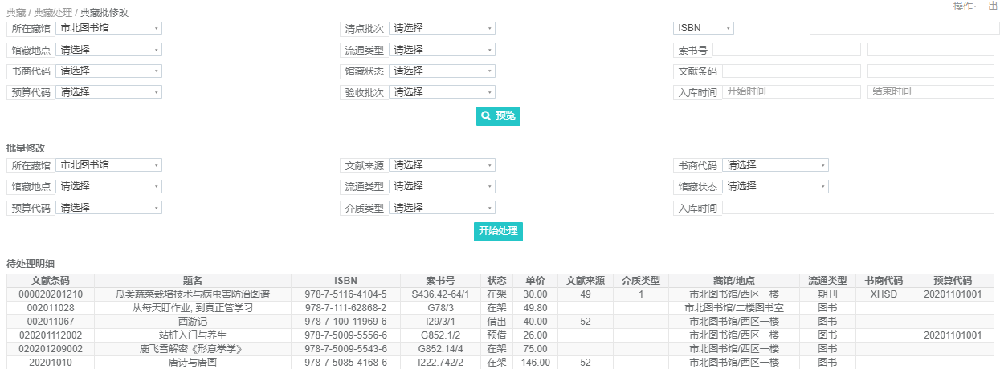 典藏 / 典藏处理 / 典藏批修改 操作- 出
所在藏馆 市北图书馆 清点批次 请选择 ISBN
馆藏地点 请选择 流通类型 请选择 索书号
书商代码 请选择 馆藏状态 请选择 文献条码
预算代码 请选择 验收批次 请选择 入库时间 开始时间 结束时间
预览
批量修改
所在藏馆 市北图书馆 文献来源 请选择 书商代码 请选择
馆藏地点 请选择 流通类型 请选择 馆藏状态 请选择
预算代码 请选择 介质类型 请选择 入库时间
开始处理
待处理明细
文献条码 题名 ISBN 索书号 状态 单价 文献来源 介质类型 藏馆/地点 流通类型 书商代码 预算代码
000020201210 瓜类蔬菜栽培技术与病虫害防治图谱 978-7-5116-4104-5 S436.42-64/1 在架 30.00 49 1 市北图书馆/西区一楼 期刊 XHSD 20201101001
002011028 从每天盯作业, 到真正管学习 978-7-111-62868-2 G78/3 在架 49.80 市北图书馆/二楼图书室 图书
002011067 西游记 978-7-100-11969-6 I29/3/1 借出 40.00 52 市北图书馆/西区一楼 图书
020201112002 站桩入门与养生 978-7-5009-5556-6 G852.1/2 预借 26.00 市北图书馆/西区一楼 图书 20201101001
020201209002 鹿飞雪解密《形意拳学》 978-7-5009-5543-6 G852.14/4 在架 75.00 市北图书馆/西区一楼 图书
20201010 唐诗与唐画 978-7-5085-4168-6 I222.742/2 在架 146.00 52 市北图书馆/西区一楼 图书